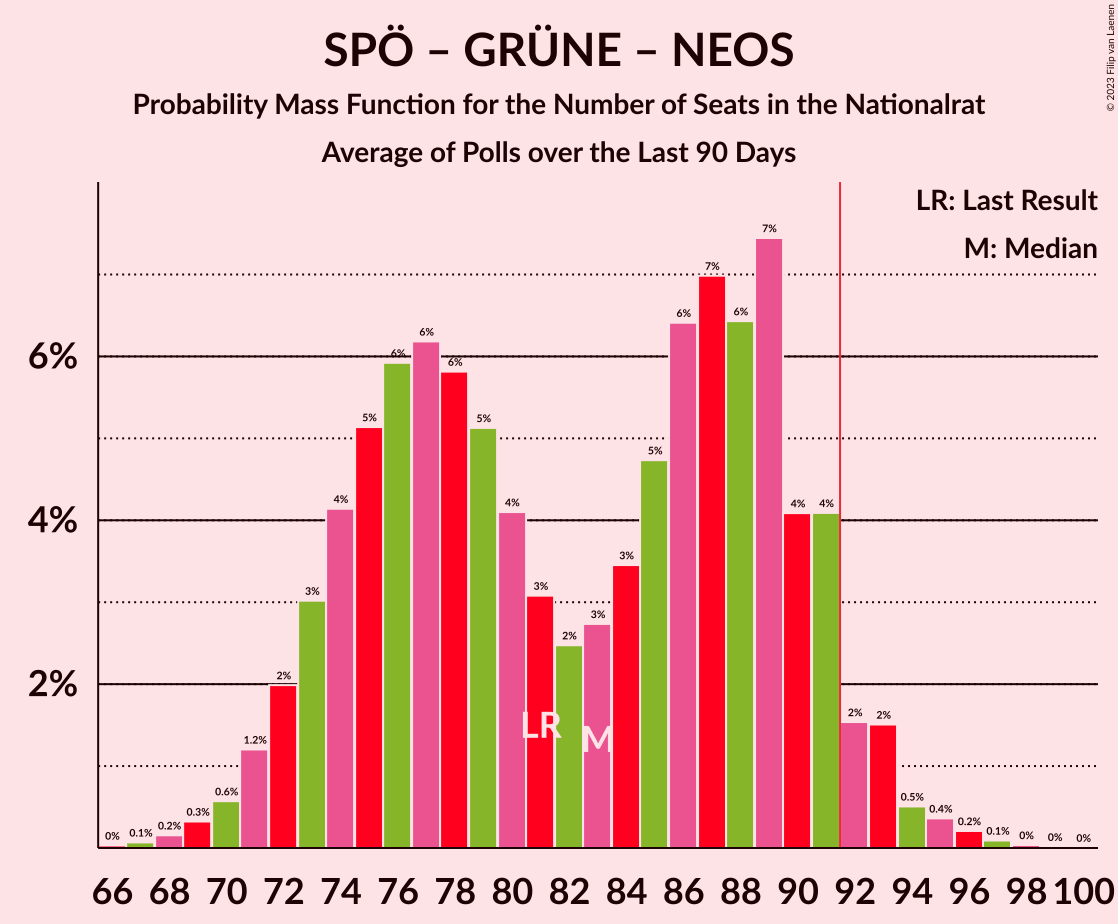 SPÖ – GRÜNE – NEOS
Probability Mass Function for the Number of Seats in the Nationalrat
Average of Polls over the Last 90 Days
© 2023 Filip van Laenen
LR: Last Result
M: Median
7%
7%
6% 6%
6%
6% 6% 6%
5% 5% 5%
4% 4% 4% 4%
4%
3% 3% 3% 3%
2%
2%
2%
LR M
2% 2%
1.2%
0.6% 0.5% 0.4%
0% 0.1% 0.2% 0.3% 0.2% 0.1% 0% 0% 0%
66 68 70 72 74 76 78 80 82 84 86 88 90 92 94 96 98 100